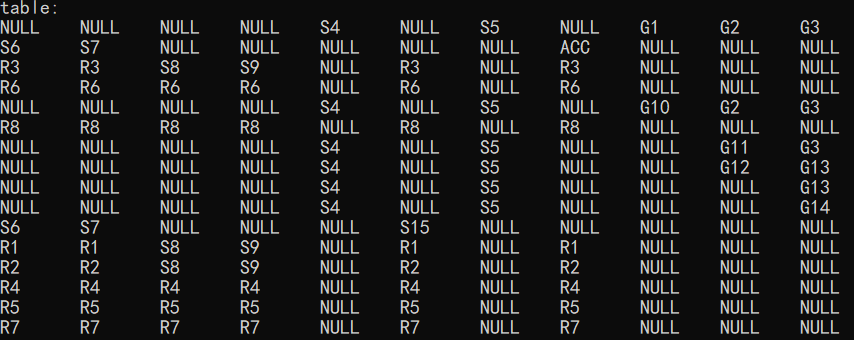 table:
NULL NULL NULL NULL S4 NULL S5 NULL G1 G2 G3
S6 S7 NULL NULL NULL NULL NULL ACC NULL NULL NULL
R3 R3 S8 S9 NULL R3 NULL R3 NULL NULL NULL
R6 R6 R6 R6 NULL R6 NULL R6 NULL NULL NULL
NULL NULL NULL NULL S4 NULL S5 NULL G10 G2 G3
R8 R8 R8 R8 NULL R8 NULL R8 NULL NULL NULL
NULL NULL NULL NULL S4 NULL S5 NULL NULL G11 G3
NULL NULL NULL NULL S4 NULL S5 NULL NULL G12 G13
NULL NULL NULL NULL S4 NULL S5 NULL NULL NULL G13
NULL NULL NULL NULL S4 NULL S5 NULL NULL NULL G14
S6 S7 NULL NULL NULL S15 NULL NULL NULL NULL NULL
R1 R1 S8 S9 NULL R1 NULL R1 NULL NULL NULL
R2 R2 S8 S9 NULL R2 NULL R2 NULL NULL NULL
R4 R4 R4 R4 NULL R4 NULL R4 NULL NULL NULL
R5 R5 R5 R5 NULL R5 NULL R5 NULL NULL NULL
R7 R7 R7 R7 NULL R7 NULL R7 NULL NULL NULL